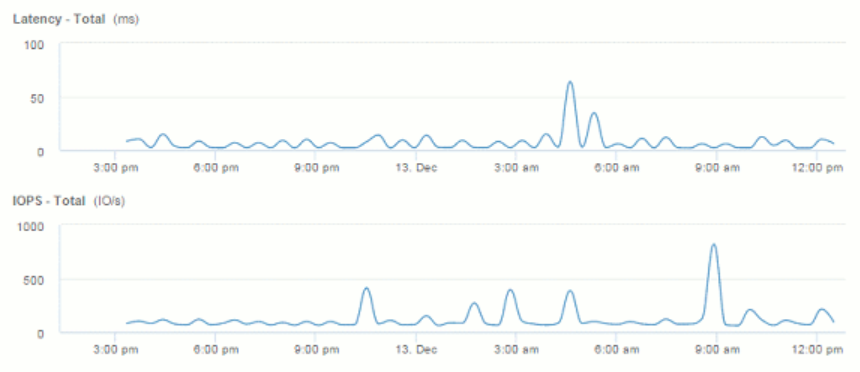 Latency - Total (ms)
100
50
0
3:00 pm 6:00 pm 9:00 pm 13. Dec 3:00 am 6:00 am 9:00 am 12:00 pm
IOPS - Total (IO/s)
1000
500
0
3:00 pm 6:00 pm 9:00 pm 13. Dec 3:00 am 6:00 am 9:00 am 12:00 pm